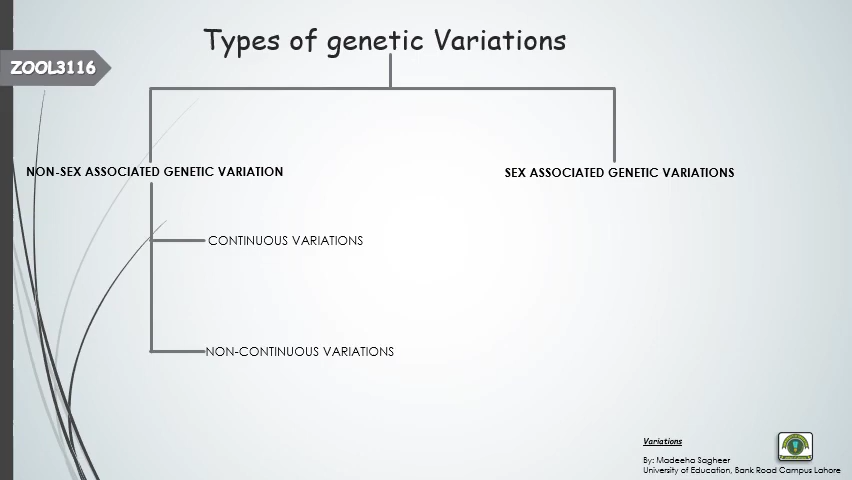 Types of genetic Variations
ZOOL3116
NON-SEX ASSOCIATED GENETIC VARIATION
SEX ASSOCIATED GENETIC VARIATIONS
CONTINUOUS VARIATIONS
NON-CONTINUOUS VARIATIONS
Variations
By: Madeeha Sagheer
University of Education, Bank Road Campus Lahore